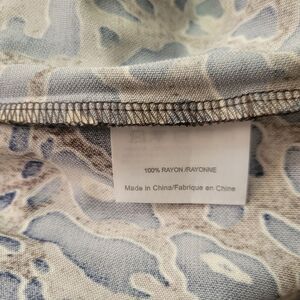 100% RAYON/RAYONNE
Made in China/Fabrique en Chine